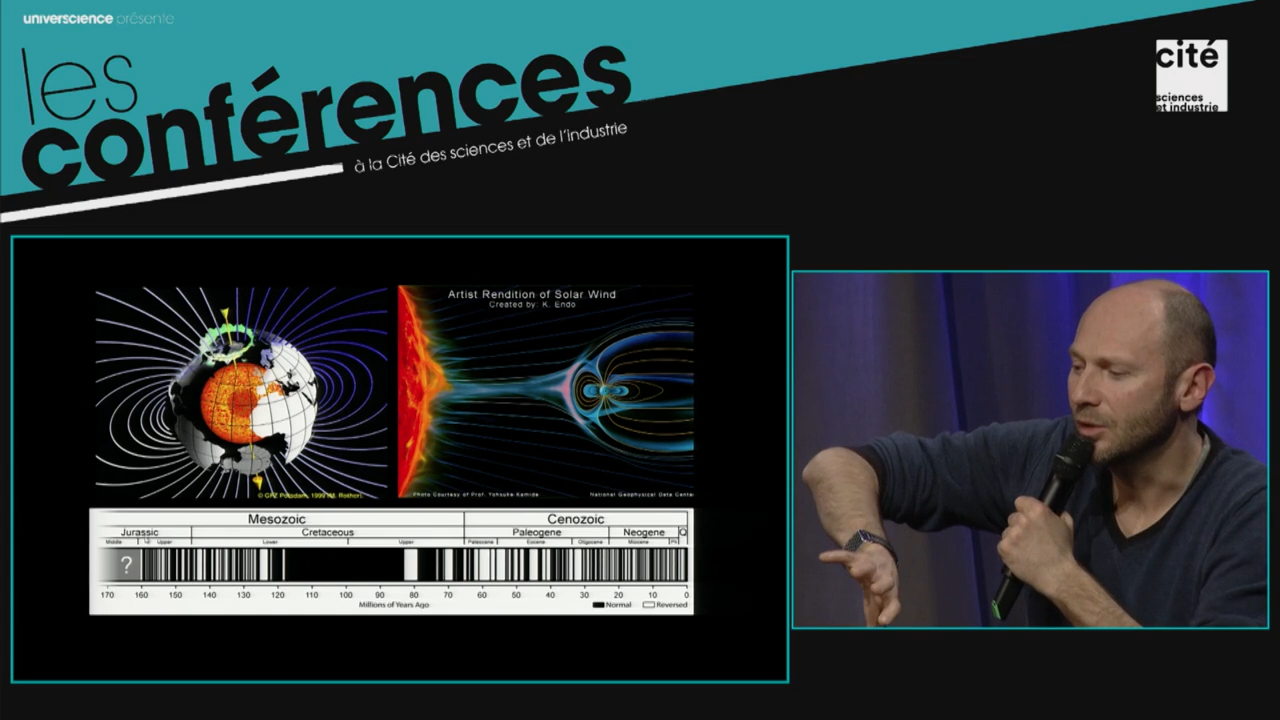 universcience présente
les
conférences
à la Cité des sciences et de l'industrie
cité
sciences
et industrie
Artist Rendition of Solar Wind
Created by: K. Endo
© GFZ Potsdam, 1999 (M. Rother)
Photo Courtesy of Prof. Yohsuke Kamide
National Geophysical Data Cente
Mesozoic Cenozoic
Jurassic Cretaceous Paleogene Neogene Q
Middle Upper Lower Upper Paleocene Eocene Oligocene Miocene
?
170 160 150 140 130 120 110 100 90 80 70 60 50 40 30 20 10 0
Millions of Years Ago
Normal Reversed